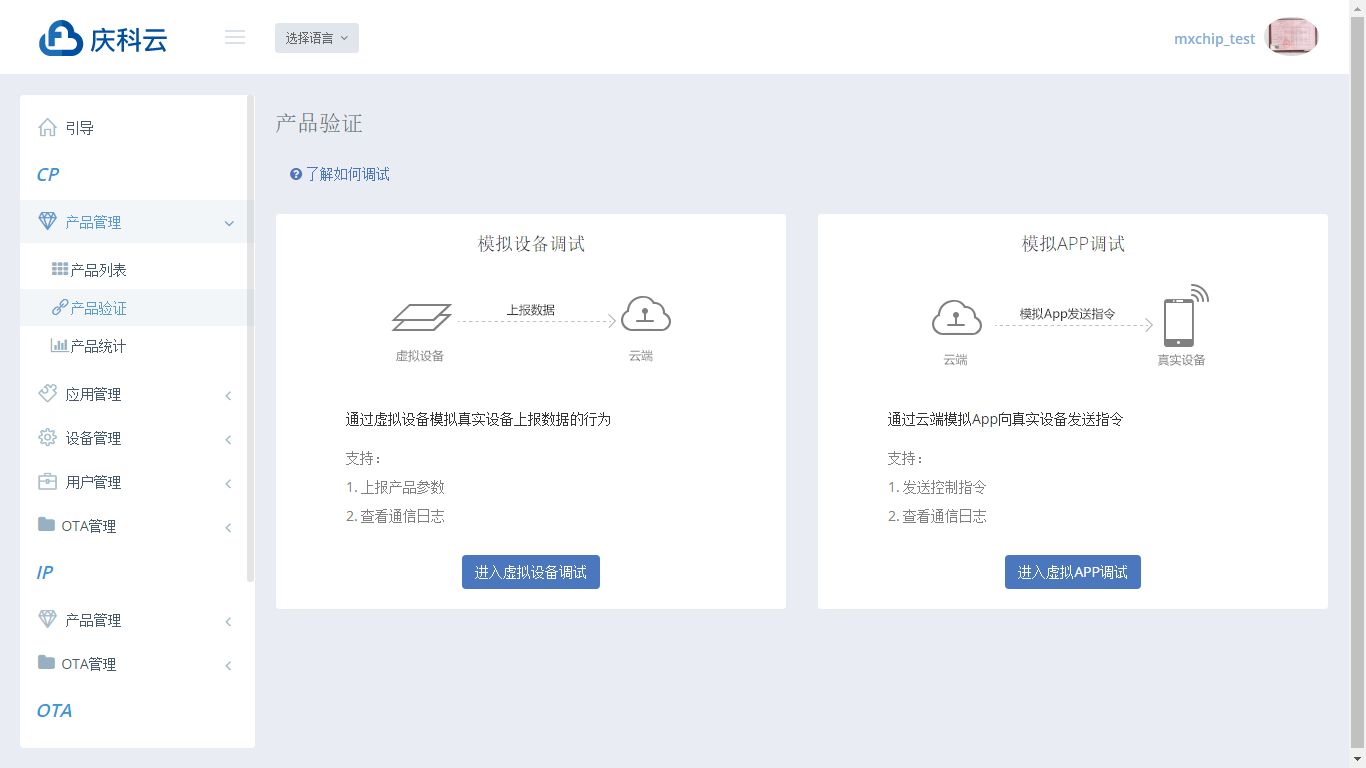 庆科云
选择语言
mxchip_test
引导
CP
产品管理
产品列表
产品验证
产品统计
应用管理
设备管理
用户管理
OTA管理
IP
产品管理
OTA管理
OTA
产品验证
了解如何调试
模拟设备调试
上报数据
虚拟设备
云端
通过虚拟设备模拟真实设备上报数据的行为
支持：
1. 上报产品参数
2. 查看通信日志
进入虚拟设备调试
模拟APP调试
模拟App发送指令
云端
真实设备
通过云端模拟App向真实设备发送指令
支持：
1. 发送控制指令
2. 查看通信日志
进入虚拟APP调试